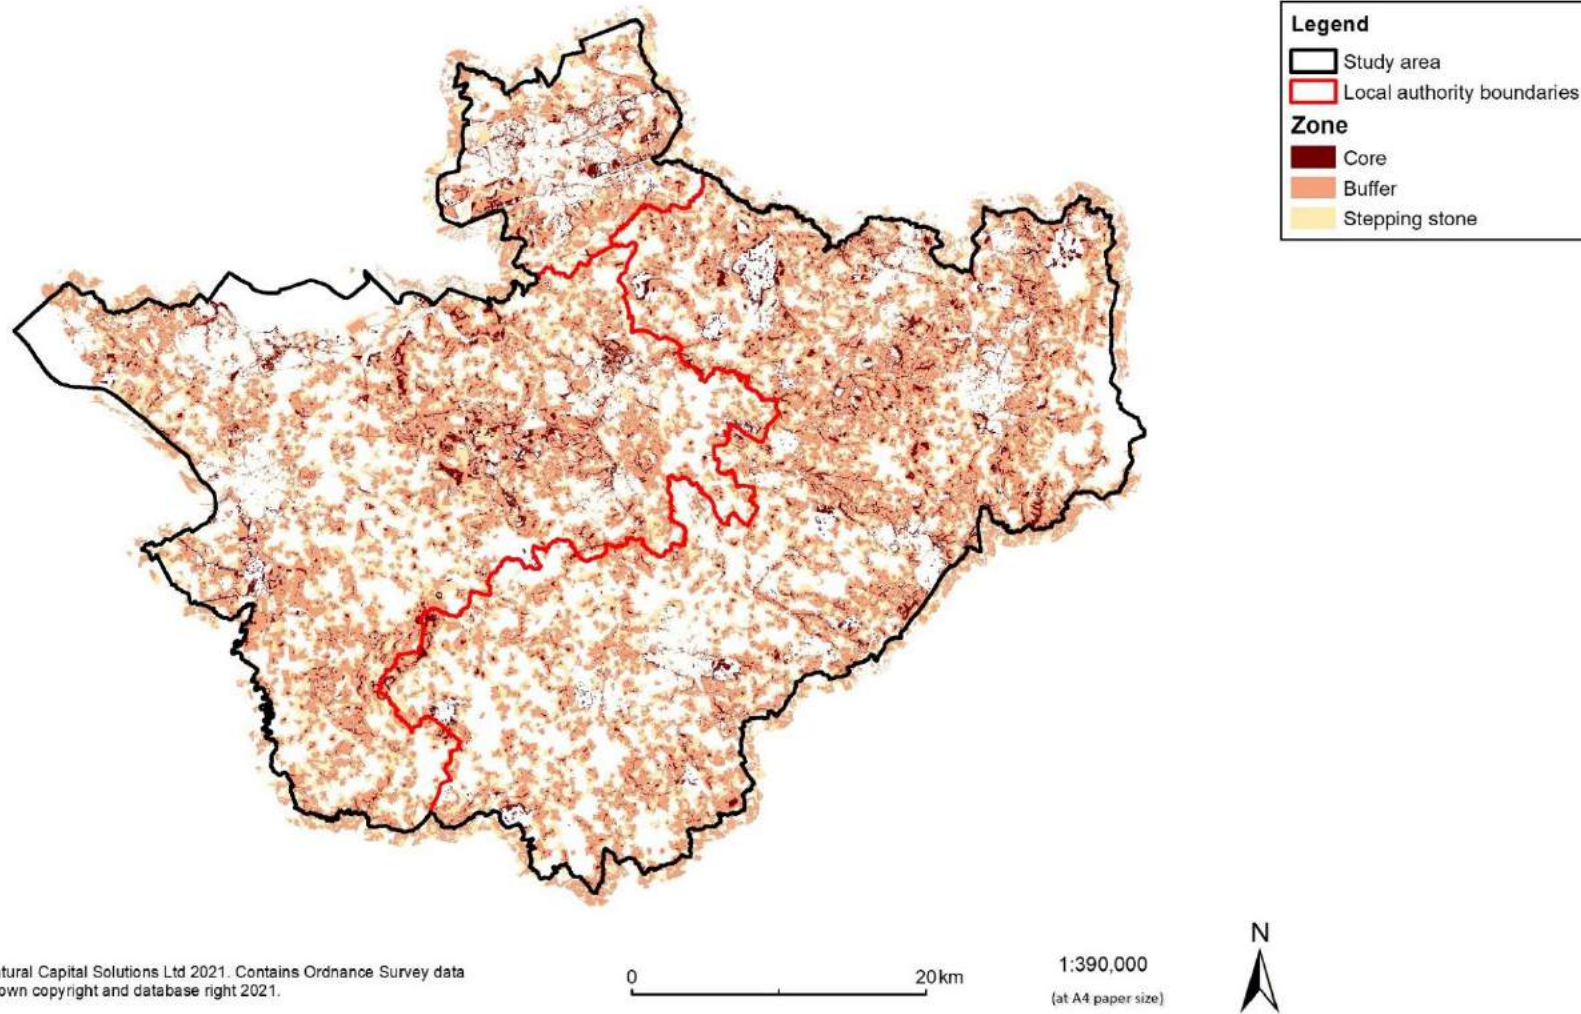 Legend
Study area
Local authority boundaries
Zone
Core
Buffer
Stepping stone
tural Capital Solutions Ltd 2021. Contains Ordnance Survey data
own copyright and database right 2021.
0 20km
1:390,000
(at A4 paper size)
N